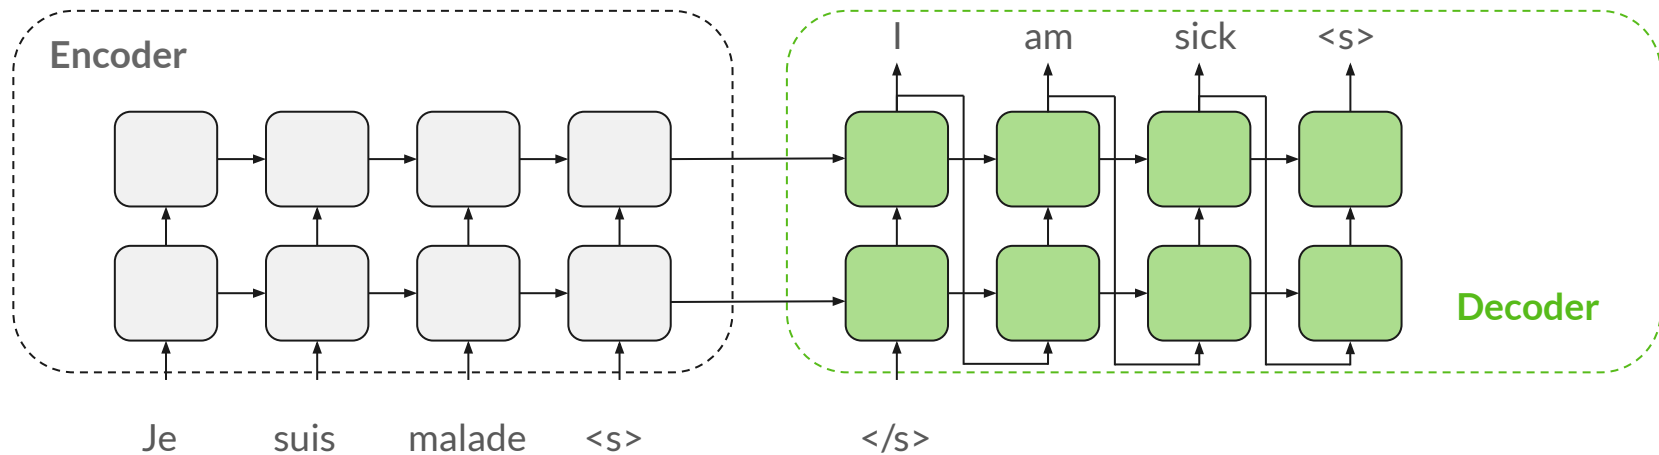 Encoder
I am sick <s>
Decoder
Je suis malade <s> </s>